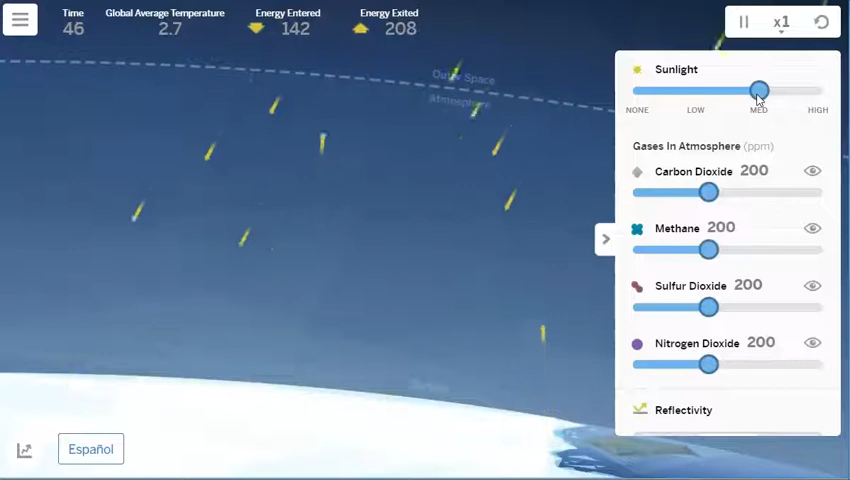 Time
46
Global Average Temperature
2.7
Energy Entered
142
Energy Exited
208
x1
Outer Space
Atmosphere
Sunlight
NONE LOW MED HIGH
Gases In Atmosphere (ppm)
Carbon Dioxide 200
Methane 200
Sulfur Dioxide 200
Nitrogen Dioxide 200
Reflectivity
Español